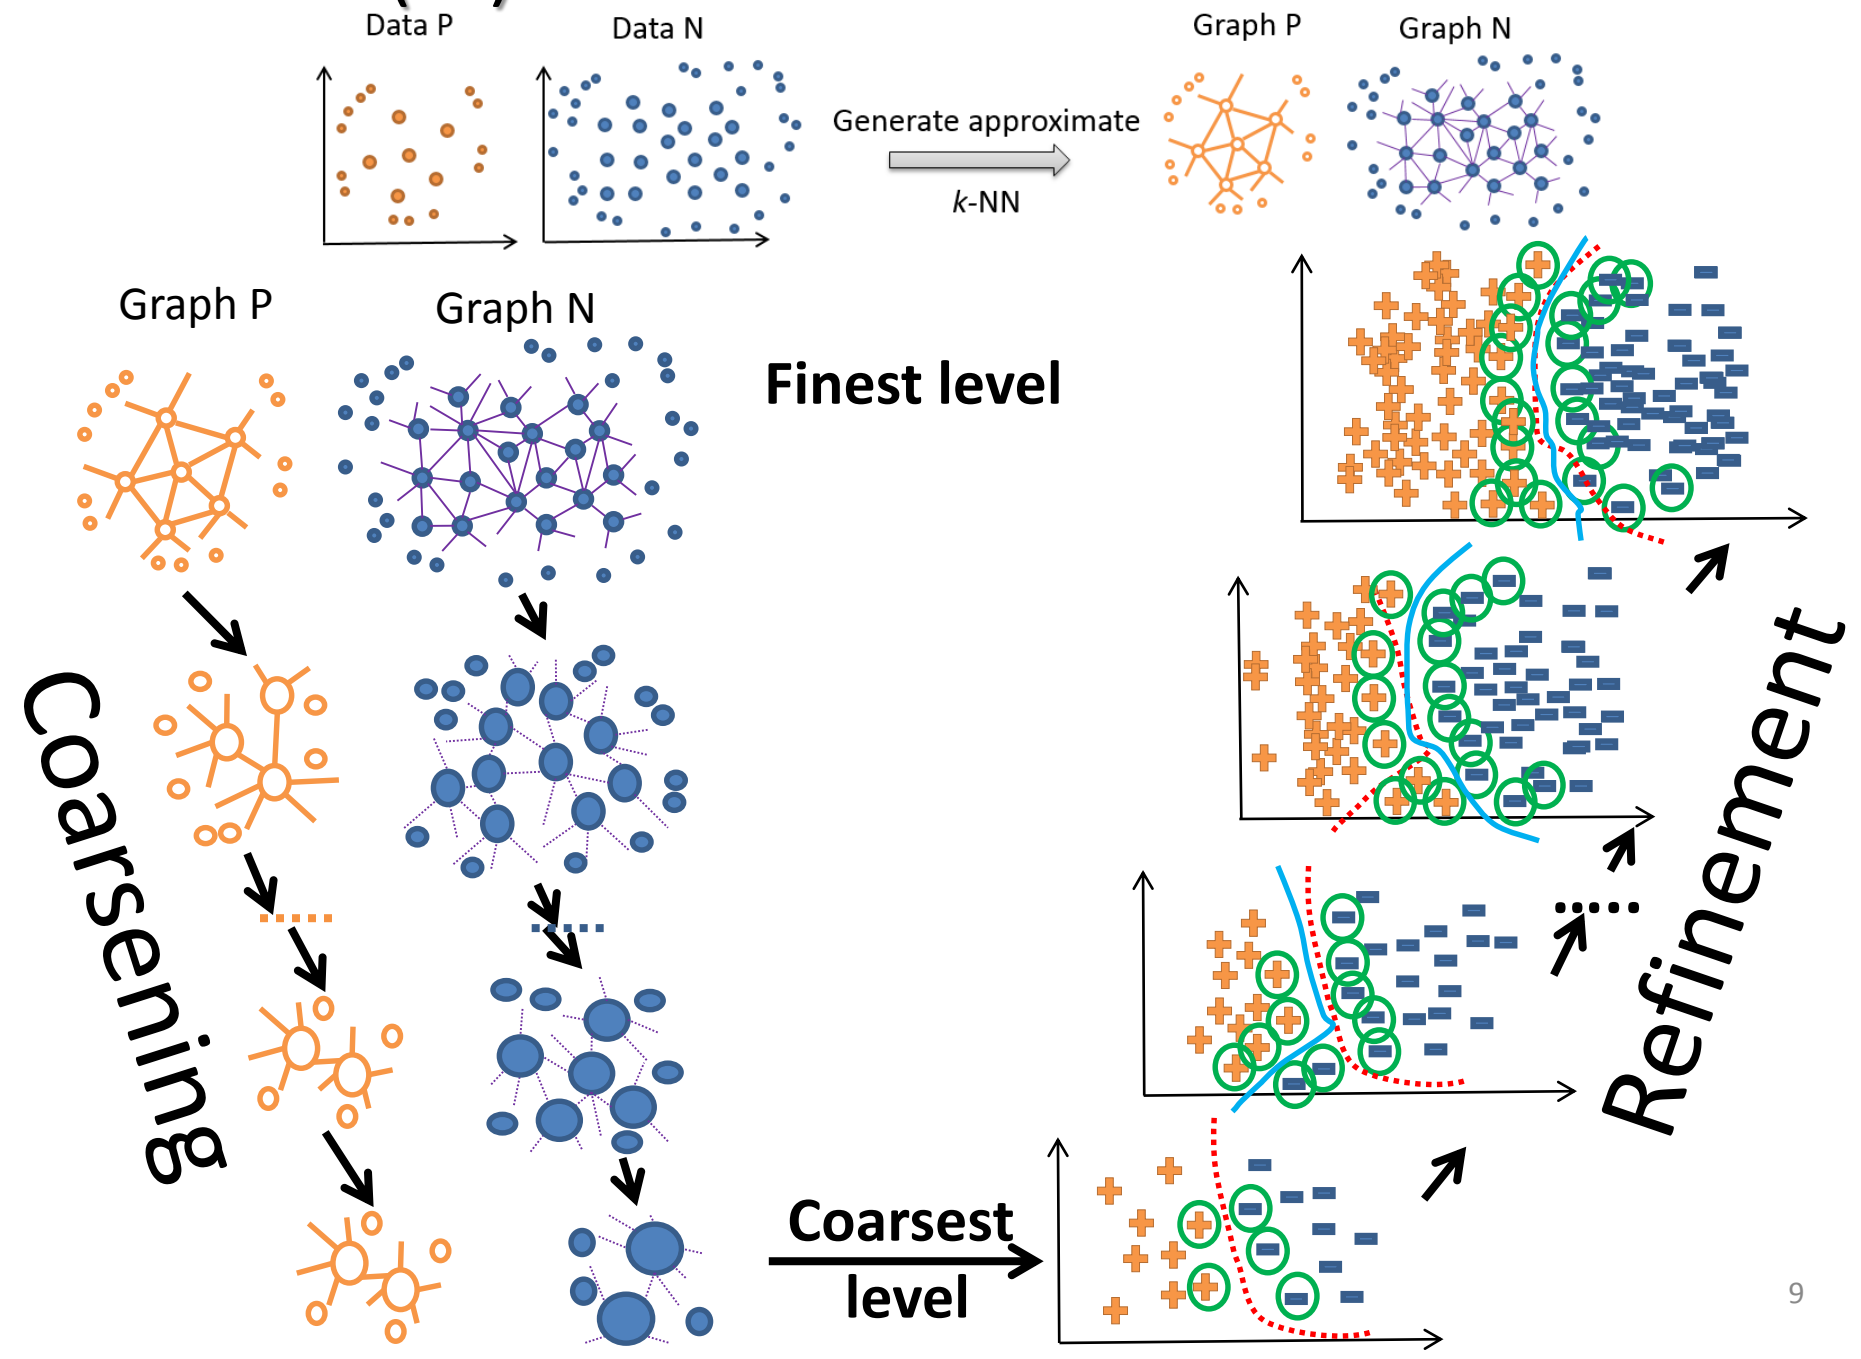 Data P
Data N
Graph P
Graph N
Generate approximate
k-NN
Graph P
Graph N
Finest level
Coarsening
Refinement
Coarsest
level
9